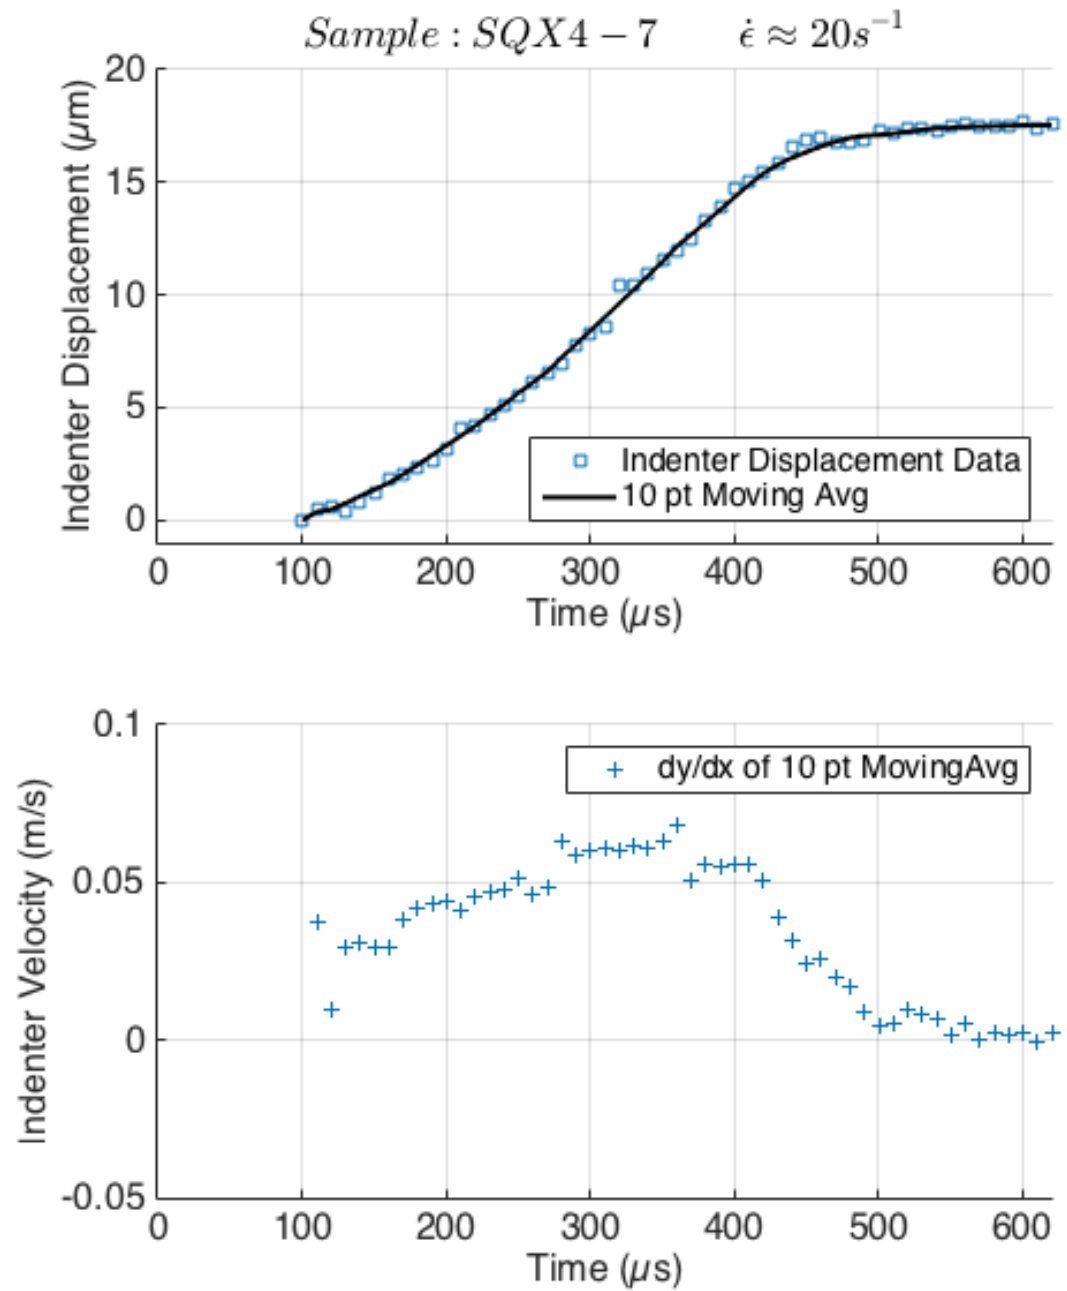 Sample : SQX4 − 7 ϵ̇ ≈ 20s⁻¹
20
15
10
5
0
Indenter Displacement (μm)
Indenter Displacement Data
10 pt Moving Avg
0 100 200 300 400 500 600
Time (μs)
0.1
0.05
0
-0.05
Indenter Velocity (m/s)
dy/dx of 10 pt MovingAvg
0 100 200 300 400 500 600
Time (μs)